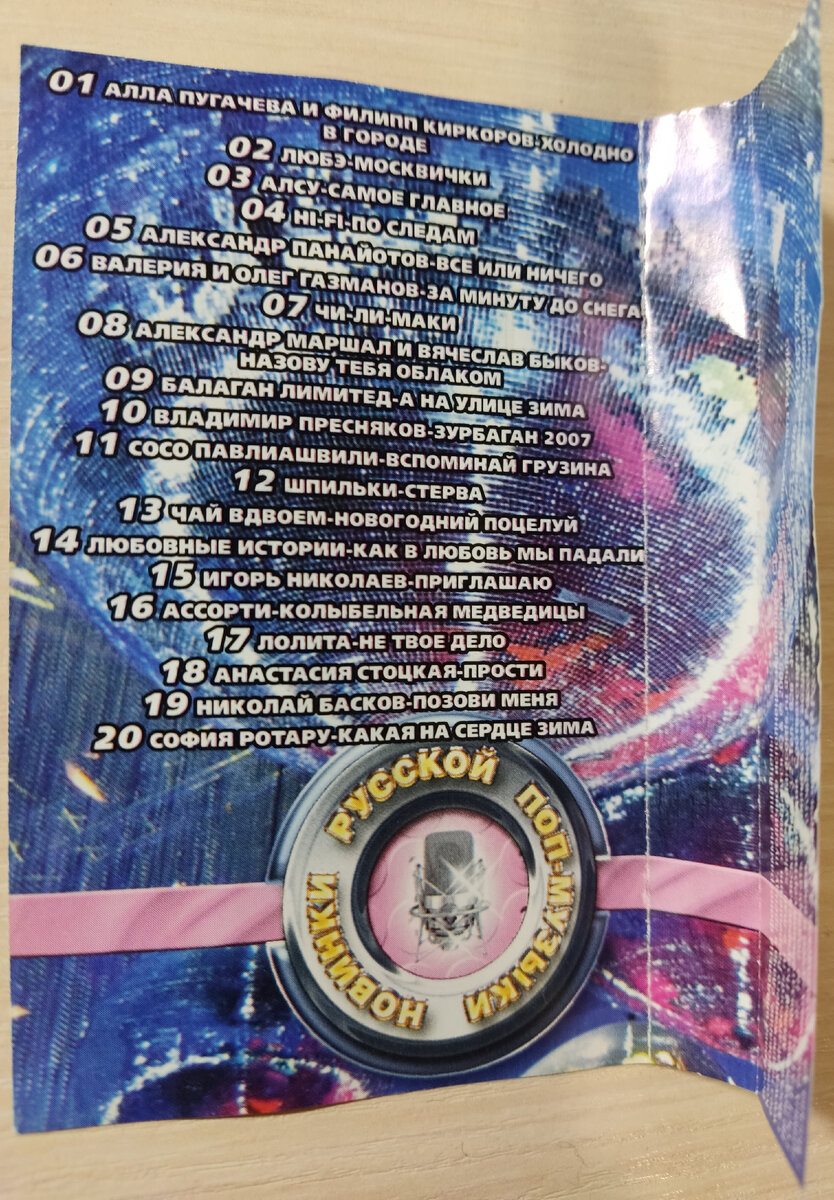 01 АЛЛА ПУГАЧЕВА И ФИЛИПП КИРКОРОВ-ХОЛОДНО
В ГОРОДЕ
02 ЛЮБЭ-МОСКВИЧКИ
03 АЛСУ-САМОЕ ГЛАВНОЕ
04 HI-FI-ПО СЛЕДАМ
05 АЛЕКСАНДР ПАНАЙОТОВ-ВСЕ ИЛИ НИЧЕГО
06 ВАЛЕРИЯ И ОЛЕГ ГАЗМАНОВ-ЗА МИНУТУ ДО СНЕГА
07 ЧИ-ЛИ-МАКИ
08 АЛЕКСАНДР МАРШАЛ И ВЯЧЕСЛАВ БЫКОВ-
НАЗОВУ ТЕБЯ ОБЛАКОМ
09 БАЛАГАН ЛИМИТЕД-А НА УЛИЦЕ ЗИМА
10 ВЛАДИМИР ПРЕСНЯКОВ-ЗУРБАГАН 2007
11 СОСО ПАВЛИАШВИЛИ-ВСПОМИНАЙ ГРУЗИНА
12 ШПИЛЬКИ-СТЕРВА
13 ЧАЙ ВДВОЕМ-НОВОГОДНИЙ ПОЦЕЛУЙ
14 ЛЮБОВНЫЕ ИСТОРИИ-КАК В ЛЮБОВЬ МЫ ПАДАЛИ
15 ИГОРЬ НИКОЛАЕВ-ПРИГЛАШАЮ
16 АССОРТИ-КОЛЫБЕЛЬНАЯ МЕДВЕДИЦЫ
17 ЛОЛИТА-НЕ ТВОЕ ДЕЛО
18 АНАСТАСИЯ СТОЦКАЯ-ПРОСТИ
19 НИКОЛАЙ БАСКОВ-ПОЗОВИ МЕНЯ
20 СОФИЯ РОТАРУ-КАКАЯ НА СЕРДЦЕ ЗИМА
НОВИНКИ РУССКОЙ ПОП-МУЗЫКИ